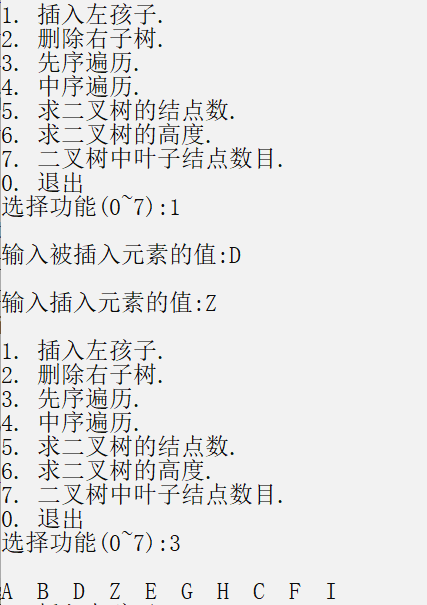 1. 插入左孩子.
2. 删除右子树.
3. 先序遍历.
4. 中序遍历.
5. 求二叉树的结点数.
6. 求二叉树的高度.
7. 二叉树中叶子结点数目.
0. 退出
选择功能(0~7):1
输入被插入元素的值:D
输入插入元素的值:Z
1. 插入左孩子.
2. 删除右子树.
3. 先序遍历.
4. 中序遍历.
5. 求二叉树的结点数.
6. 求二叉树的高度.
7. 二叉树中叶子结点数目.
0. 退出
选择功能(0~7):3
A B D Z E G H C F I